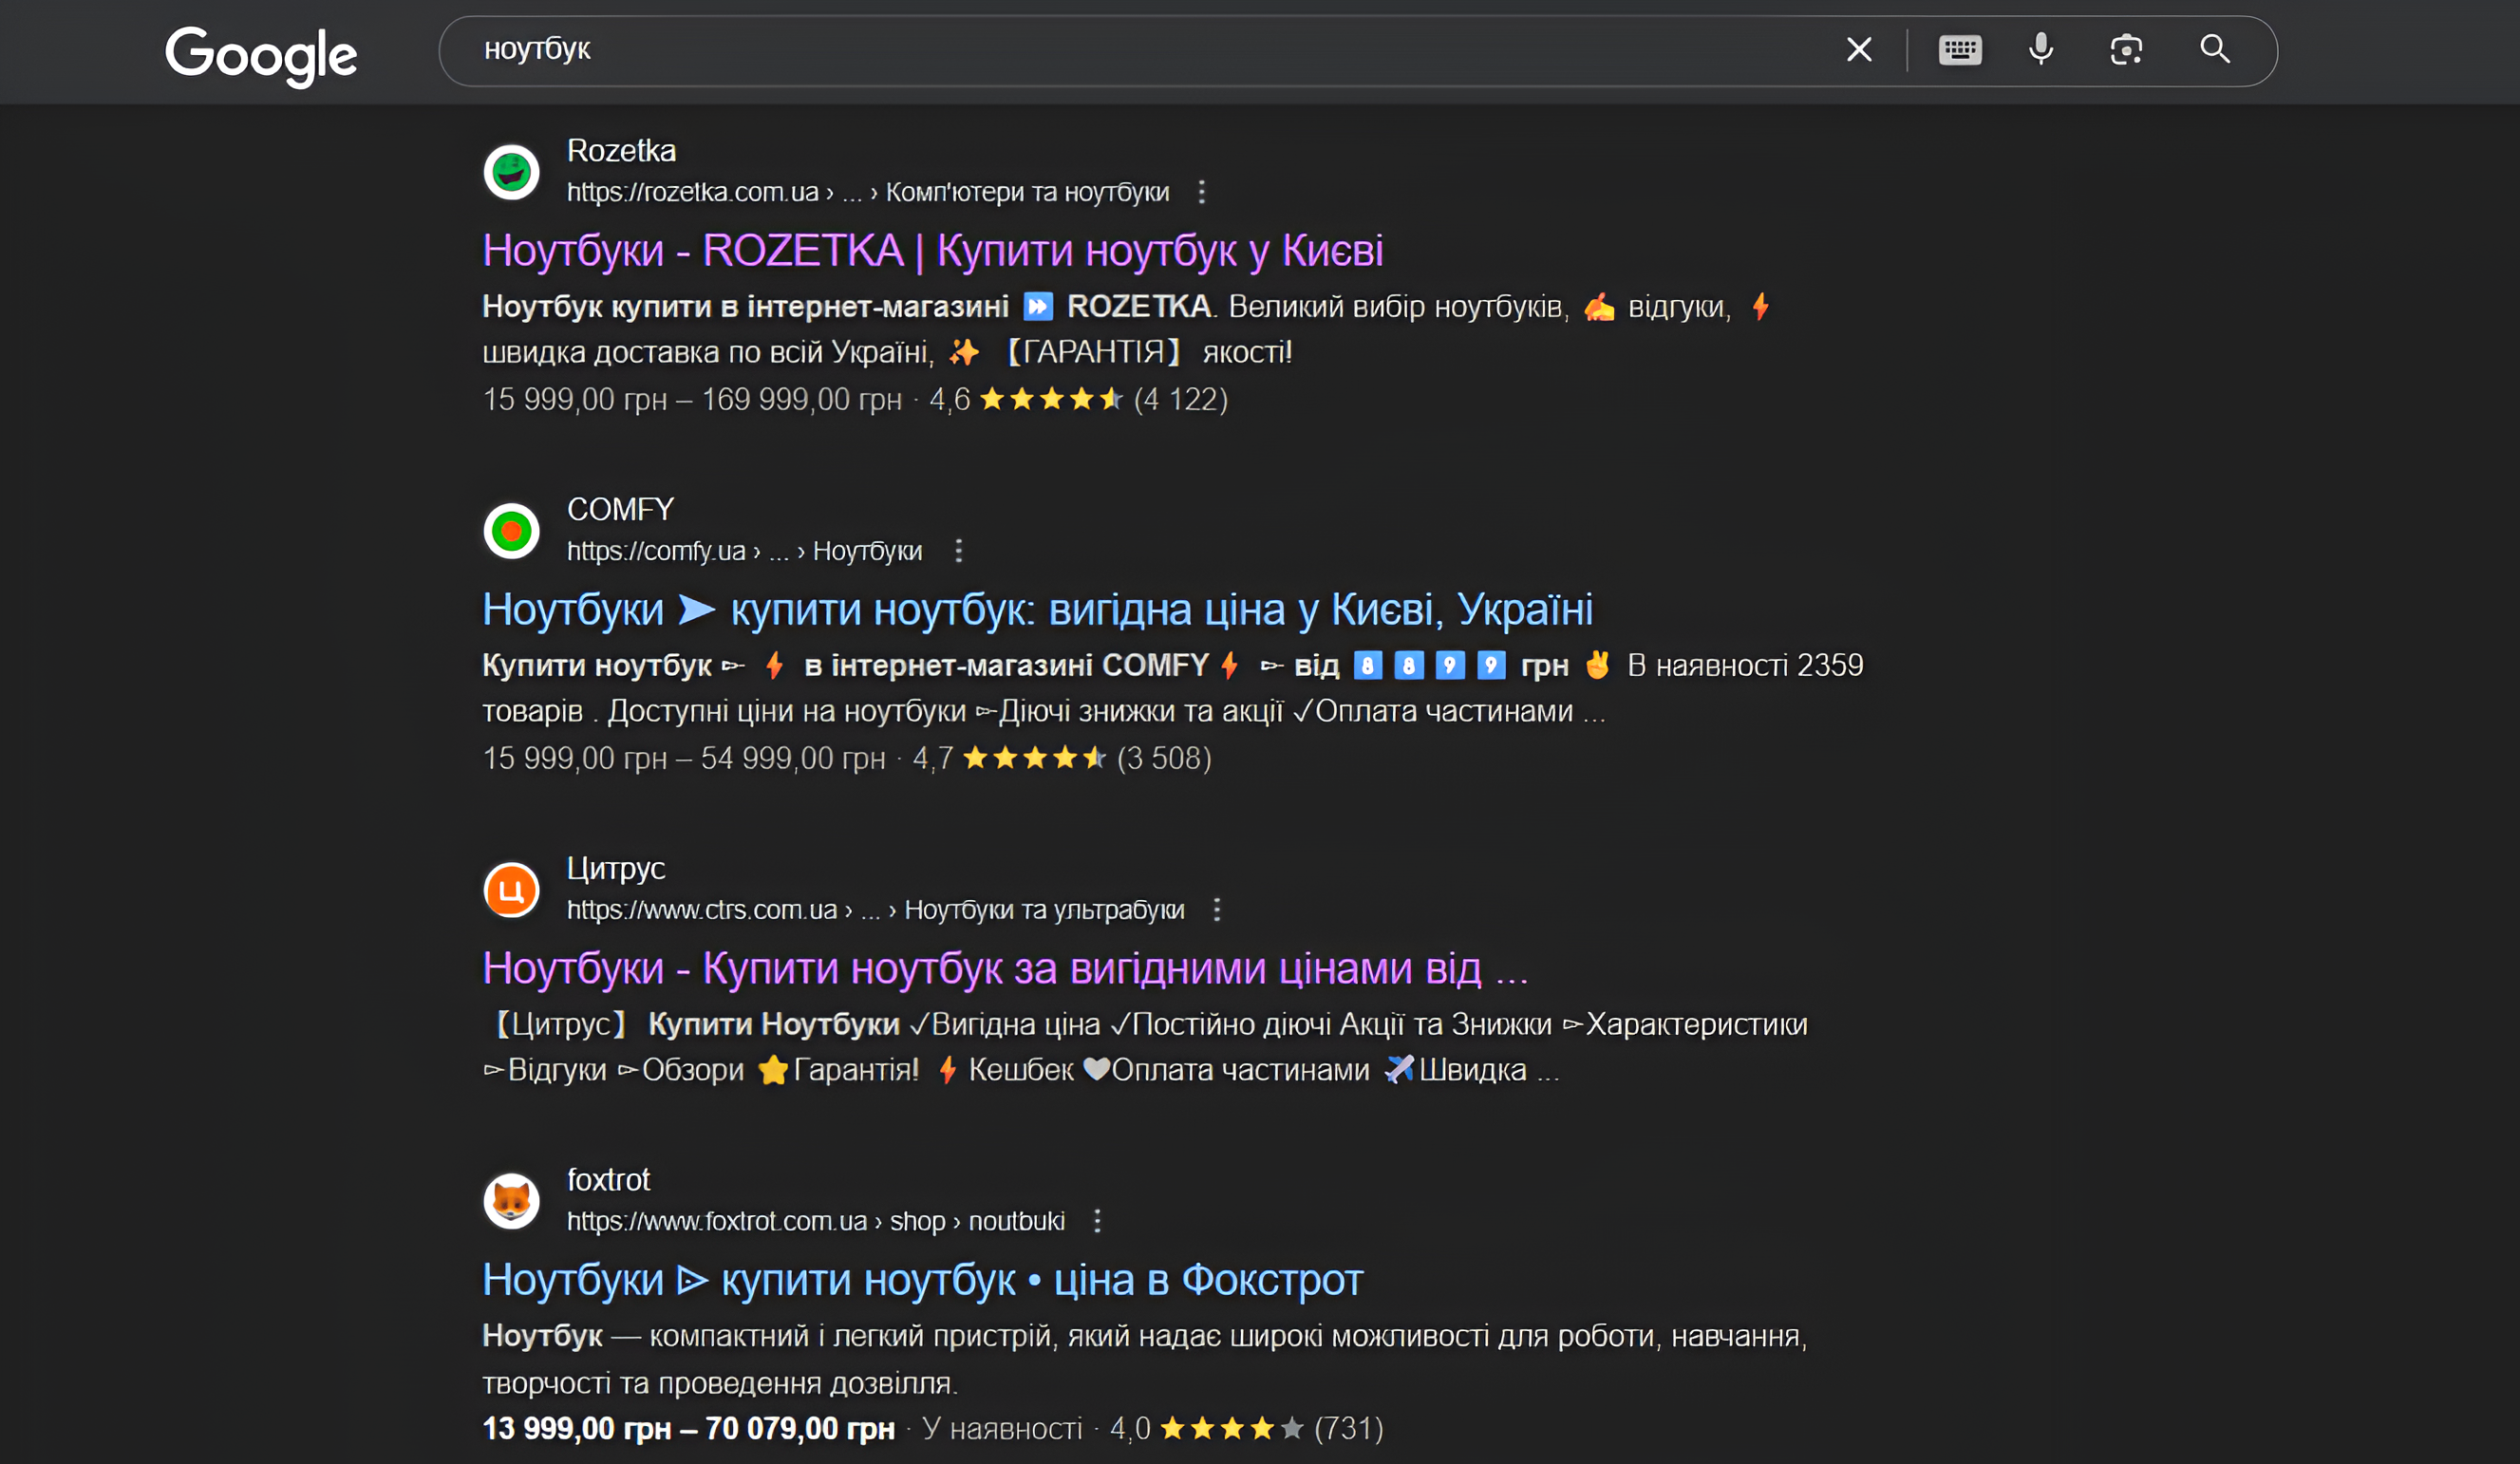 Google
ноутбук
Rozetka
https://rozetka.com.ua › ... › Комп'ютери та ноутбуки
Ноутбуки - ROZETKA | Купити ноутбук у Києві
Ноутбук купити в інтернет-магазині ⏩ ROZETKA. Великий вибір ноутбуків, ✍ відгуки, ⚡
швидка доставка по всій Україні, ✨ 【ГАРАНТІЯ】 якості!
15 999,00 грн – 169 999,00 грн · 4,6 (4 122)
COMFY
https://comfy.ua › ... › Ноутбуки
Ноутбуки ➤ купити ноутбук: вигідна ціна у Києві, Україні
Купити ноутбук ➻ ⚡ в інтернет-магазині COMFY⚡ ➻ від 8️⃣ 8️⃣ 9️⃣ 9️⃣ грн ✌ В наявності 2359
товарів . Доступні ціни на ноутбуки ➻Діючі знижки та акції ✓Оплата частинами ...
15 999,00 грн – 54 999,00 грн · 4,7 (3 508)
Цитрус
https://www.ctrs.com.ua › ... › Ноутбуки та ультрабуки
Ноутбуки - Купити ноутбук за вигідними цінами від ...
【Цитрус】 Купити Ноутбуки ✓Вигідна ціна ✓Постійно діючі Акції та Знижки ▻Характеристики
▻Відгуки ▻Обзори ⭐Гарантія! ⚡Кешбек 🤍Оплата частинами ✈Швидка ...
foxtrot
https://www.foxtrot.com.ua › shop › noutbuki
Ноутбуки ᐈ купити ноутбук • ціна в Фокстрот
Ноутбук — компактний і легкий пристрій, який надає широкі можливості для роботи, навчання,
творчості та проведення дозвілля.
13 999,00 грн – 70 079,00 грн · У наявності · 4,0 (731)